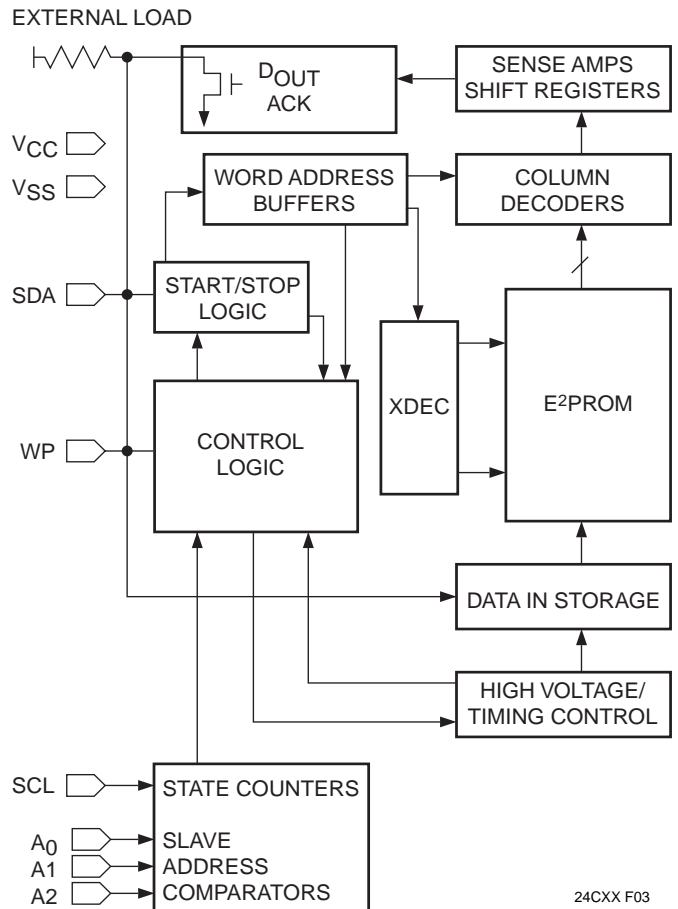 EXTERNAL LOAD
DOUT
ACK
SENSE AMPS
SHIFT REGISTERS
VCC
VSS
WORD ADDRESS
BUFFERS
COLUMN
DECODERS
SDA
START/STOP
LOGIC
XDEC
E2PROM
WP
CONTROL
LOGIC
DATA IN STORAGE
HIGH VOLTAGE/
TIMING CONTROL
SCL
STATE COUNTERS
A0
SLAVE
A1
ADDRESS
A2
COMPARATORS
24CXX F03